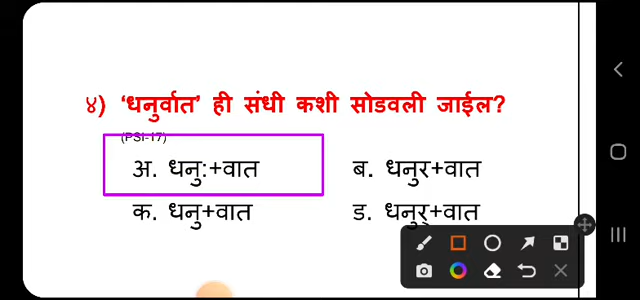 ४) ‘धनुर्वात’ ही संधी कशी सोडवली जाईल?
(PSI-17)
अ. धनु:+वात ब. धनुर+वात
क. धनु+वात ड. धनुर्+वात